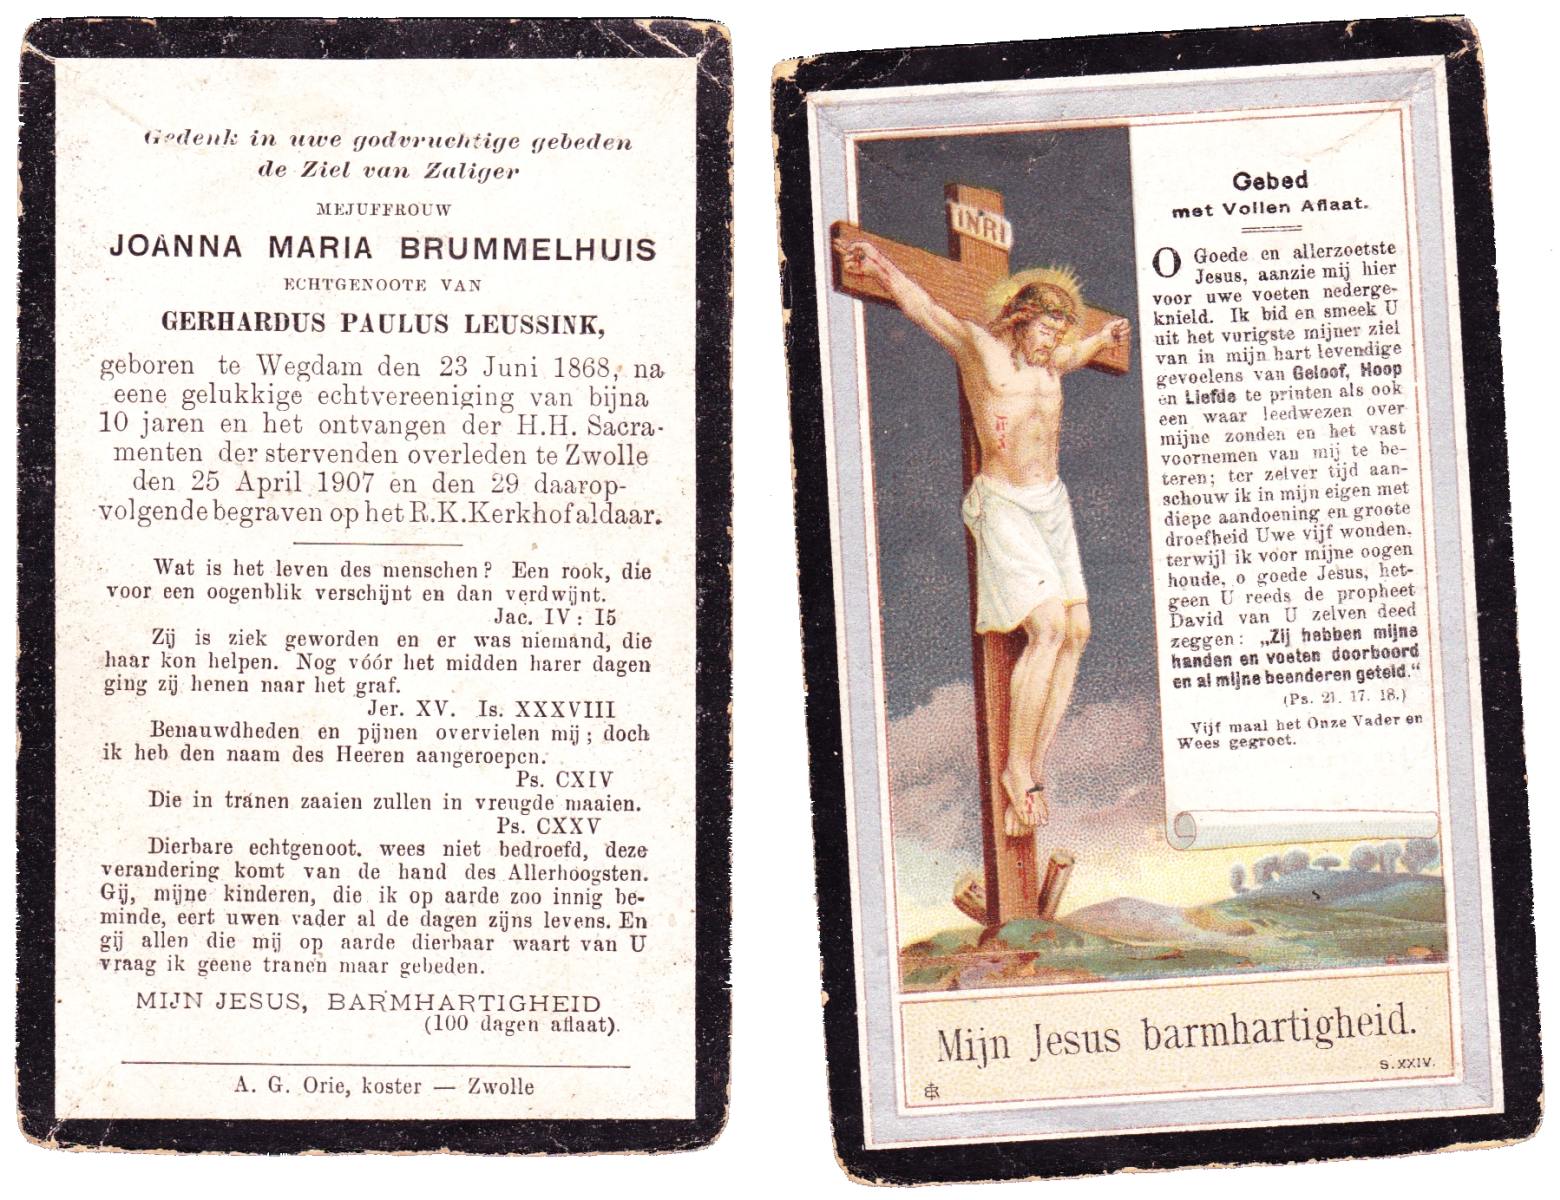 Gedenk in uwe godvruchtige gebeden
de Ziel van Zaliger
MEJUFFROUW
JOANNA MARIA BRUMMELHUIS
ECHTGENOOTE VAN
GERHARDUS PAULUS LEUSSINK,
geboren te Wegdam den 23 Juni 1868, na
eene gelukkige echtvereeniging van bijna
10 jaren en het ontvangen der H.H. Sacra-
menten der stervenden overleden te Zwolle
den 25 April 1907 en den 29 daarop-
volgende begraven op het R.K. Kerkhof aldaar.
Wat is het leven des menschen? Een rook, die
voor een oogenblik verschijnt en dan verdwijnt.
Jac. IV: 15
Zij is ziek geworden en er was niemand, die
haar kon helpen. Nog vóór het midden harer dagen
ging zij henen naar het graf.
Jer. XV. Is. XXXVIII
Benauwdheden en pijnen overvielen mij; doch
ik heb den naam des Heeren aangeroepen.
Ps. CXIV
Die in tranen zaaien zullen in vreugde maaien.
Ps. CXXV
Dierbare echtgenoot, wees niet bedroefd, deze
verandering komt van de hand des Allerhoogsten.
Gij, mijne kinderen, die ik op aarde zoo innig be-
minde, eert uwen vader al de dagen zijns levens. En
gij allen die mij op aarde dierbaar waart van U
vraag ik geene tranen maar gebeden.
MIJN JESUS, BARMHARTIGHEID
(100 dagen aflaat).
A. G. Orie, koster — Zwolle
INRI
Gebed
met Vollen Aflaat.
O Goede en allerzoetste
Jesus, aanzie mij hier
voor uwe voeten nederge-
knield. Ik bid en smeek U
uit het vurigste mijner ziel
van in mijn hart levendige
gevoelens van Geloof, Hoop
en Liefde te printen als ook
een waar leedwezen over
mijne zonden en het vast
voornemen van mij te be-
teren; ter zelver tijd aan-
schouw ik in mijn eigen met
diepe aandoening en groote
droefheid Uwe vijf wonden,
terwijl ik voor mijne oogen
houde, o goede Jesus, het-
geen U reeds de propheet
David van U zelven deed
zeggen: „Zij hebben mijne
handen en voeten doorboord
en al mijne beenderen geteld.“
(Ps. 21. 17. 18.)
Vijf maal het Onze Vader en
Wees gegroet.
Mijn Jesus barmhartigheid.
S. XXIV.